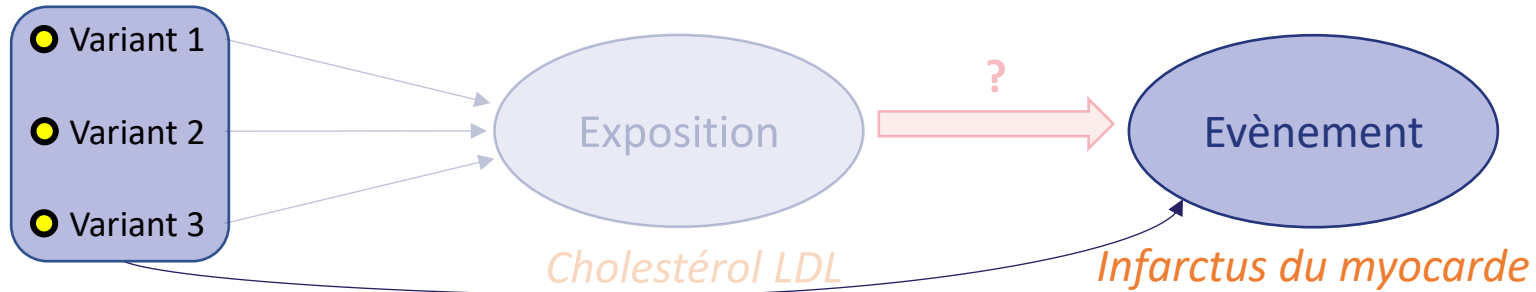 Variant 1
Variant 2
Variant 3
Exposition
?
Evènement
Cholestérol LDL
Infarctus du myocarde